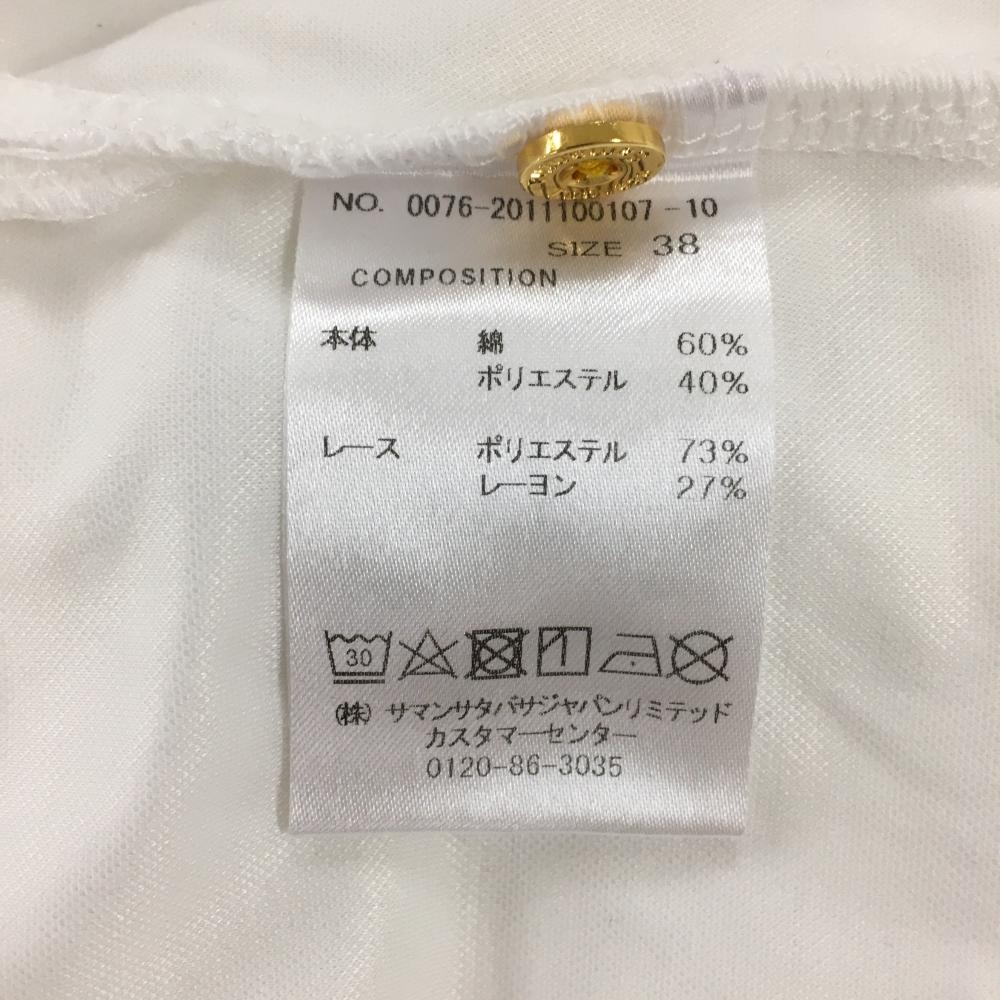 NO. 0076-2011100107-10
SIZE 38
COMPOSITION
本体 綿 60%
ポリエステル 40%
レース ポリエステル 73%
レーヨン 27%
30
(株) サマンサタバサジャパンリミテッド
カスタマーセンター
0120-86-3035